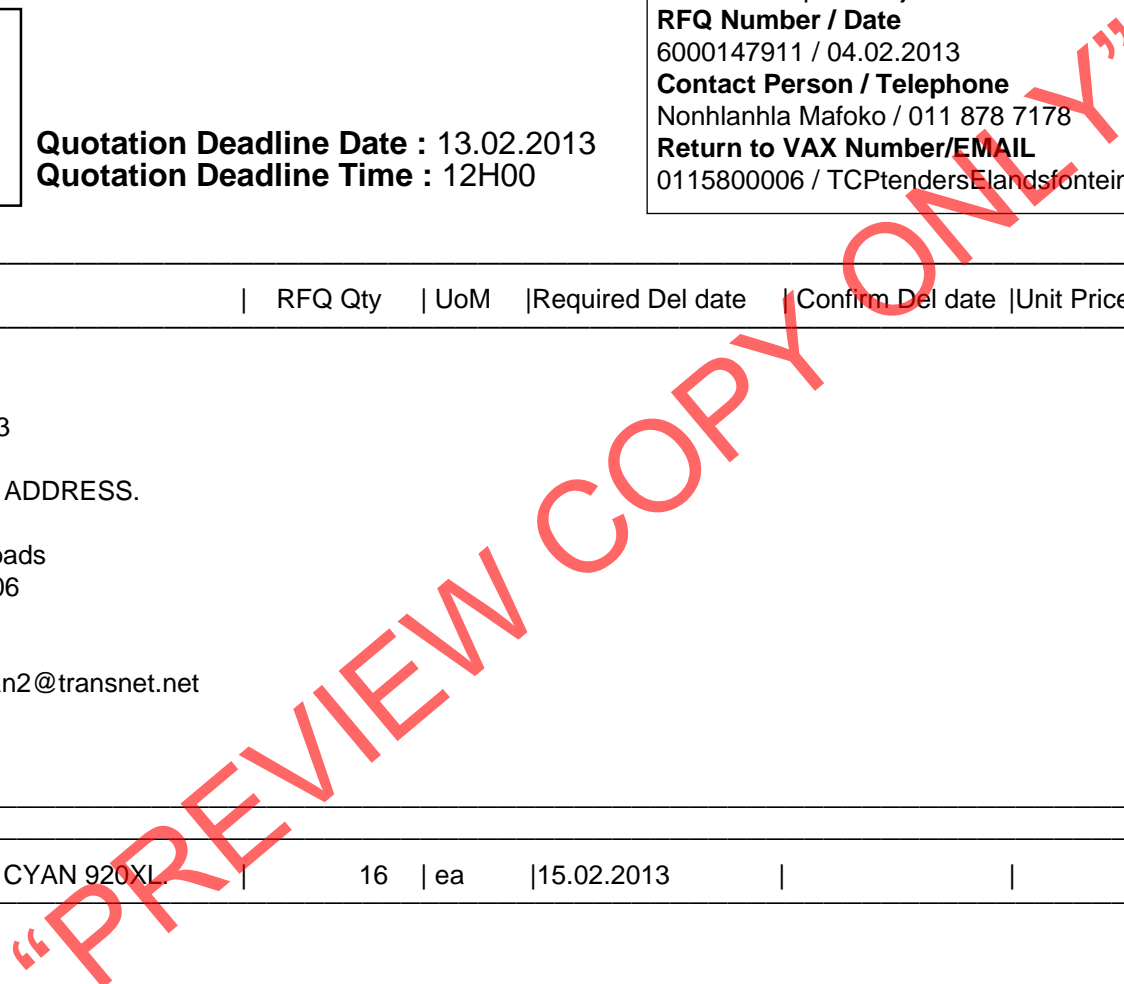 RFQ Number / Date
6000147911 / 04.02.2013
Contact Person / Telephone
Nonhlanhla Mafoko / 011 878 7178
Return to VAX Number/EMAIL
0115800006 / TCPtendersElandsfontein
Quotation Deadline Date : 13.02.2013
Quotation Deadline Time : 12H00
| RFQ Qty | UoM |Required Del date | Confirm Del date |Unit Price
3
ADDRESS.
oads
06
n2@transnet.net
CYAN 920XL. | 16 | ea |15.02.2013 | |
“PREVIEW COPY ONLY”